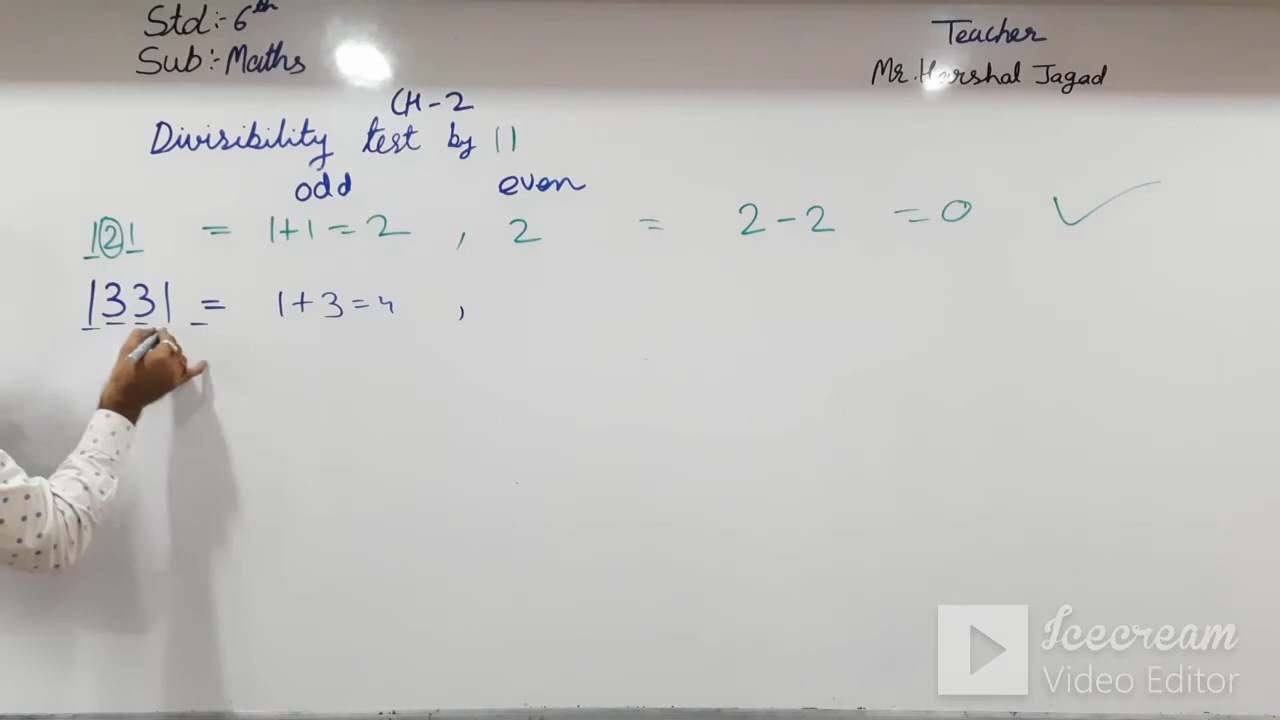 Std:- 6th
Sub:- Maths
Teacher
Mr. Harshal Jagad
CH-2
Divisibility test by 11
odd even
121 = 1+1=2 , 2 = 2-2 =0 ✓
1331 = 1+3=4 ,
Icecream
Video Editor